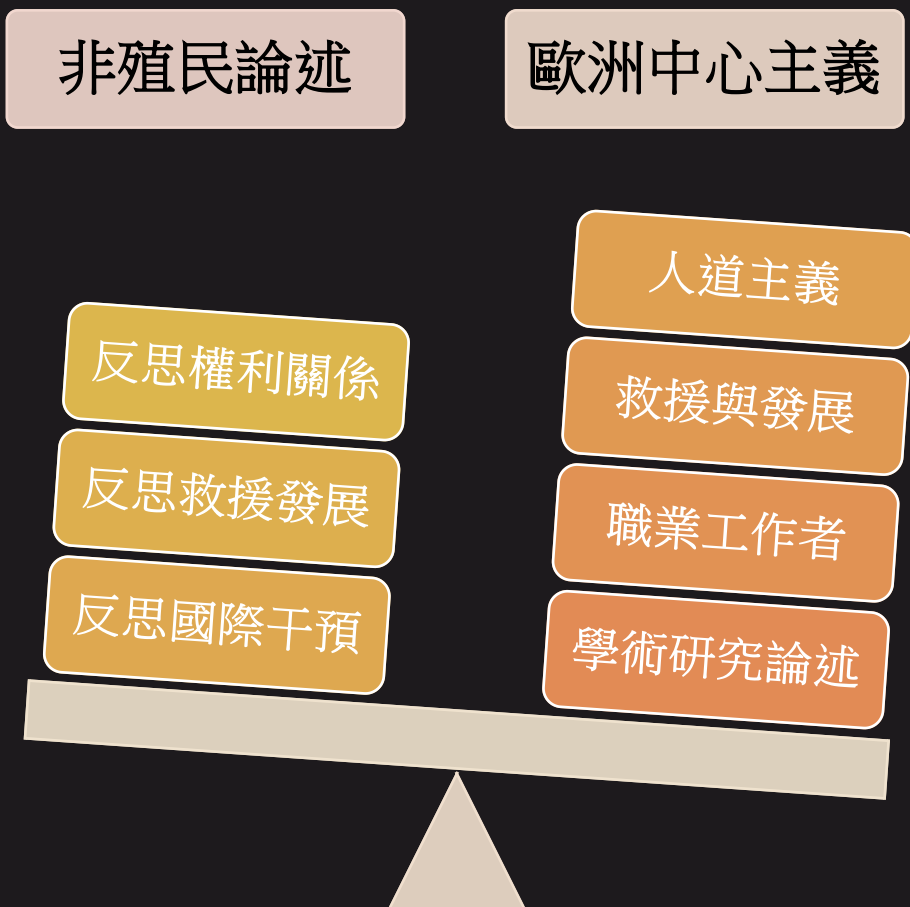 非殖民論述
歐洲中心主義
反思權利關係
反思救援發展
反思國際干預
人道主義
救援與發展
職業工作者
學術研究論述